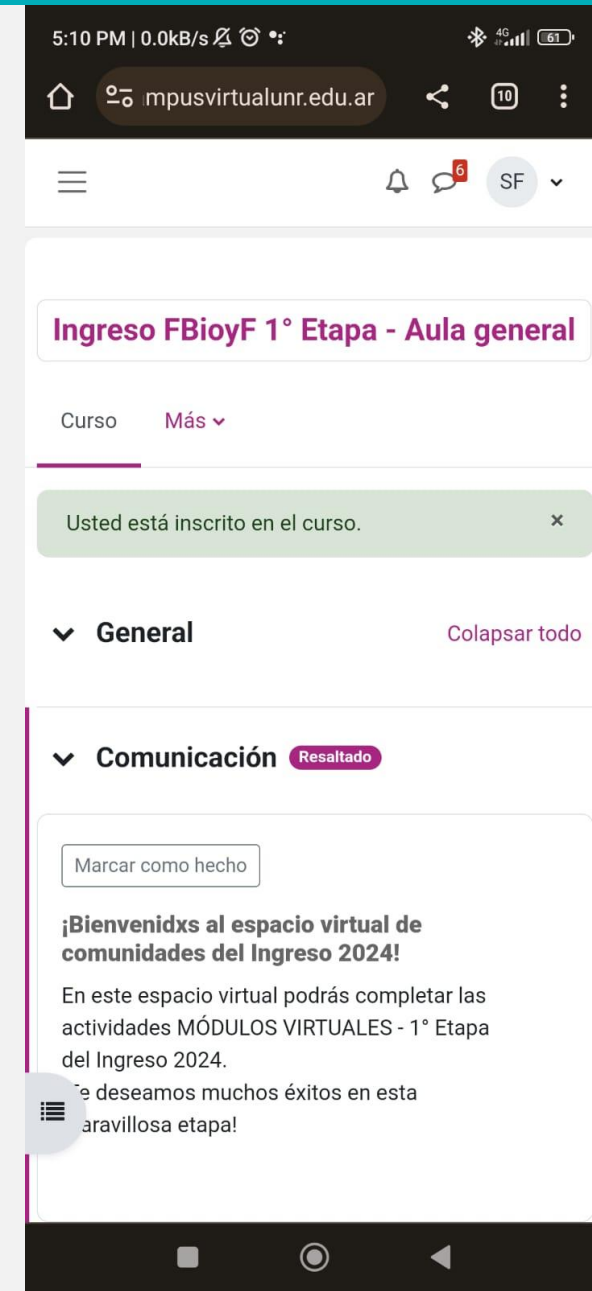 5:10 PM | 0.0kB/s
4G
61
mpusvirtualunr.edu.ar
10
6
SF
Ingreso FBioyF 1° Etapa - Aula general
Curso Más
Usted está inscrito en el curso. ×
General Colapsar todo
Comunicación Resaltado
Marcar como hecho
¡Bienvenidxs al espacio virtual de
comunidades del Ingreso 2024!
En este espacio virtual podrás completar las
actividades MÓDULOS VIRTUALES - 1° Etapa
del Ingreso 2024.
deseamos muchos éxitos en esta
aravillosa etapa!